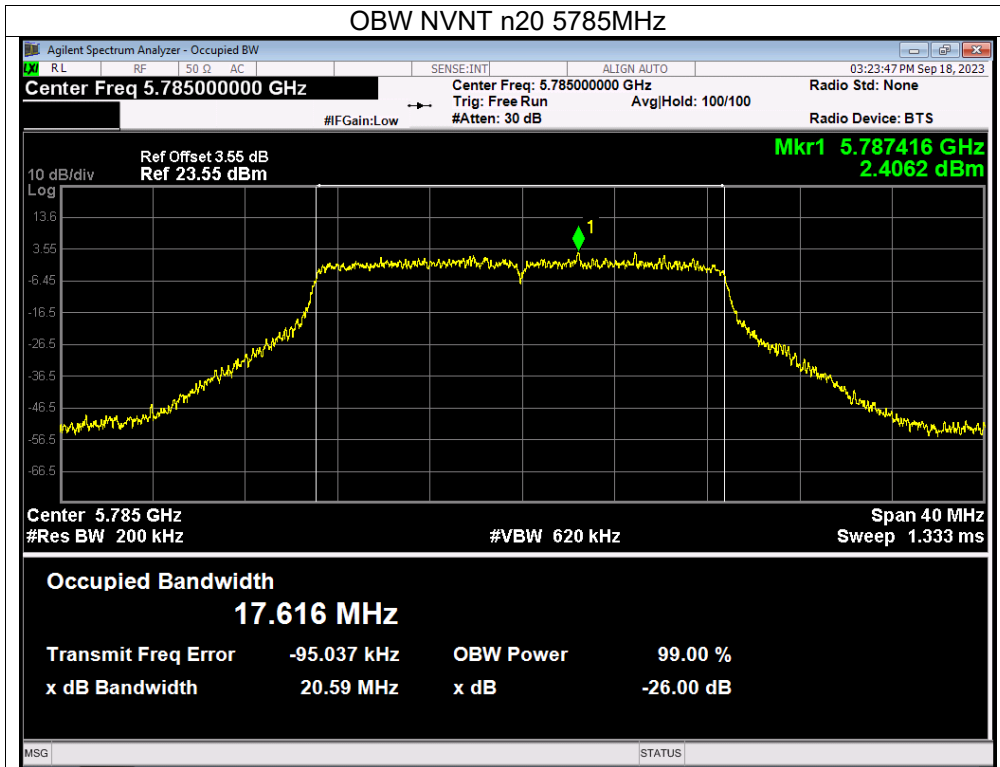 OBW NVNT n20 5785MHz
Agilent Spectrum Analyzer - Occupied BW
LXI RL RF 50 Ω AC SENSE:INT ALIGN AUTO 03:23:47 PM Sep 18, 2023
Center Freq 5.785000000 GHz Center Freq: 5.785000000 GHz Radio Std: None
Trig: Free Run Avg|Hold: 100/100
#IFGain:Low #Atten: 30 dB Radio Device: BTS
Mkr1 5.787416 GHz
2.4062 dBm
Ref Offset 3.55 dB
10 dB/div Ref 23.55 dBm
Log
13.6
1
3.55
-6.45
-16.5
-26.5
-36.5
-46.5
-56.5
-66.5
Center 5.785 GHz Span 40 MHz
#Res BW 200 kHz #VBW 620 kHz Sweep 1.333 ms
Occupied Bandwidth
17.616 MHz
Transmit Freq Error -95.037 kHz OBW Power 99.00 %
x dB Bandwidth 20.59 MHz x dB -26.00 dB
MSG STATUS